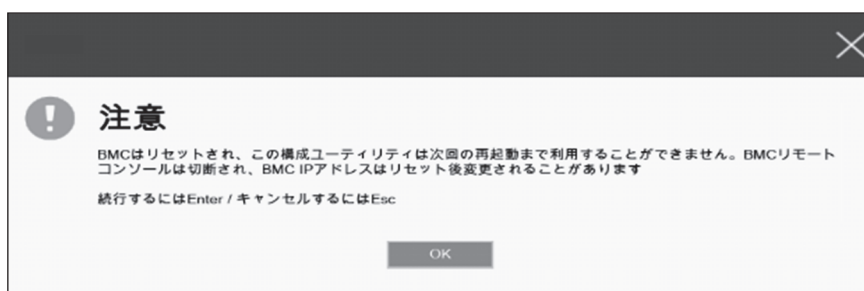 注意
BMCはリセットされ、この構成ユーティリティは次回の再起動まで利用することができません。BMCリモート
コンソールは切断され、BMC IPアドレスはリセット後変更されることがあります
続行するにはEnter / キャンセルするにはEsc
OK